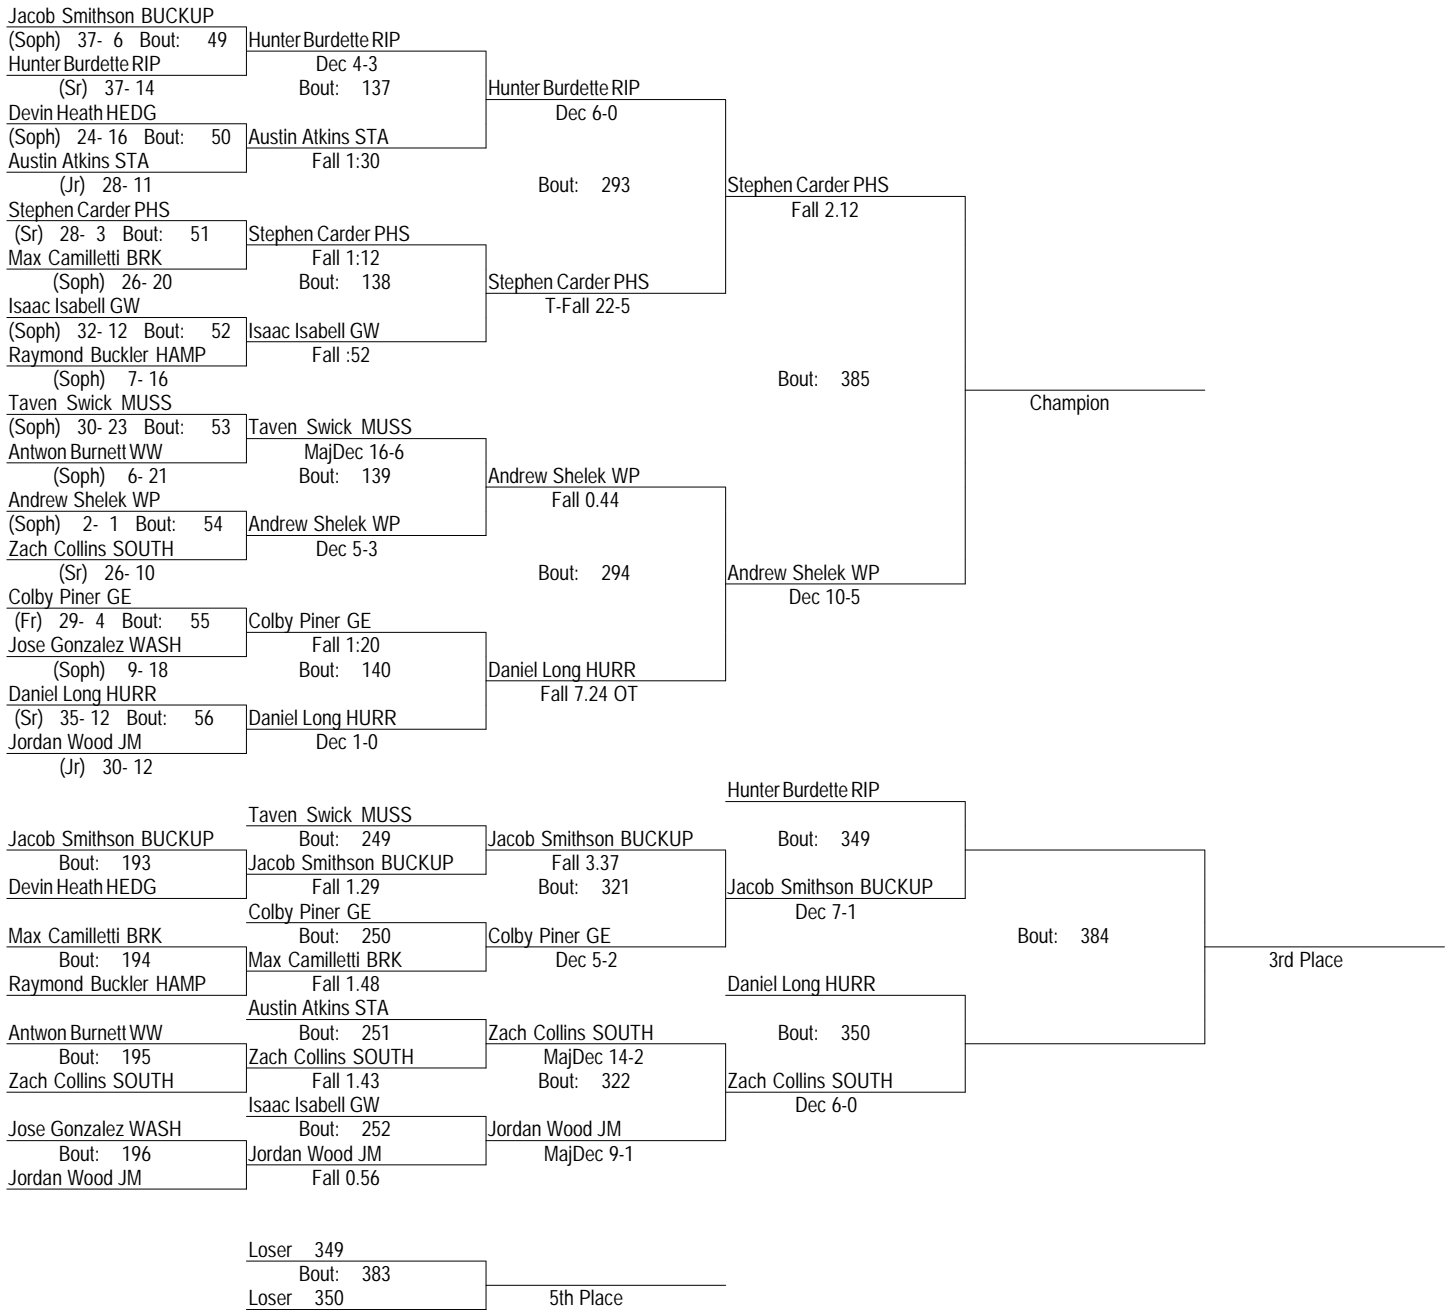 Jacob Smithson BUCKUP
(Soph) 37- 6 Bout: 49
Hunter Burdette RIP
(Sr) 37- 14
Devin Heath HEDG
(Soph) 24- 16 Bout: 50
Austin Atkins STA
(Jr) 28- 11
Stephen Carder PHS
(Sr) 28- 3 Bout: 51
Max Camilletti BRK
(Soph) 26- 20
Isaac Isabell GW
(Soph) 32- 12 Bout: 52
Raymond Buckler HAMP
(Soph) 7- 16
Taven Swick MUSS
(Soph) 30- 23 Bout: 53
Antwon Burnett WW
(Soph) 6- 21
Andrew Shelek WP
(Soph) 2- 1 Bout: 54
Zach Collins SOUTH
(Sr) 26- 10
Colby Piner GE
(Fr) 29- 4 Bout: 55
Jose Gonzalez WASH
(Soph) 9- 18
Daniel Long HURR
(Sr) 35- 12 Bout: 56
Jordan Wood JM
(Jr) 30- 12
Hunter Burdette RIP
Dec 4-3
Bout: 137
Austin Atkins STA
Fall 1:30
Stephen Carder PHS
Fall 1:12
Bout: 138
Isaac Isabell GW
Fall :52
Taven Swick MUSS
MajDec 16-6
Bout: 139
Andrew Shelek WP
Dec 5-3
Colby Piner GE
Fall 1:20
Bout: 140
Daniel Long HURR
Dec 1-0
Hunter Burdette RIP
Dec 6-0
Bout: 293
Stephen Carder PHS
T-Fall 22-5
Andrew Shelek WP
Fall 0.44
Bout: 294
Daniel Long HURR
Fall 7.24 OT
Stephen Carder PHS
Fall 2.12
Bout: 385
Andrew Shelek WP
Dec 10-5
Champion
Jacob Smithson BUCKUP
Bout: 193
Devin Heath HEDG
Max Camilletti BRK
Bout: 194
Raymond Buckler HAMP
Antwon Burnett WW
Bout: 195
Zach Collins SOUTH
Jose Gonzalez WASH
Bout: 196
Jordan Wood JM
Taven Swick MUSS
Bout: 249
Jacob Smithson BUCKUP
Fall 1.29
Colby Piner GE
Bout: 250
Max Camilletti BRK
Fall 1.48
Austin Atkins STA
Bout: 251
Zach Collins SOUTH
Fall 1.43
Isaac Isabell GW
Bout: 252
Jordan Wood JM
Fall 0.56
Jacob Smithson BUCKUP
Fall 3.37
Bout: 321
Colby Piner GE
Dec 5-2
Zach Collins SOUTH
MajDec 14-2
Bout: 322
Jordan Wood JM
MajDec 9-1
Hunter Burdette RIP
Bout: 349
Jacob Smithson BUCKUP
Dec 7-1
Daniel Long HURR
Bout: 350
Zach Collins SOUTH
Dec 6-0
Bout: 384
3rd Place
Loser 349
Bout: 383
Loser 350
5th Place